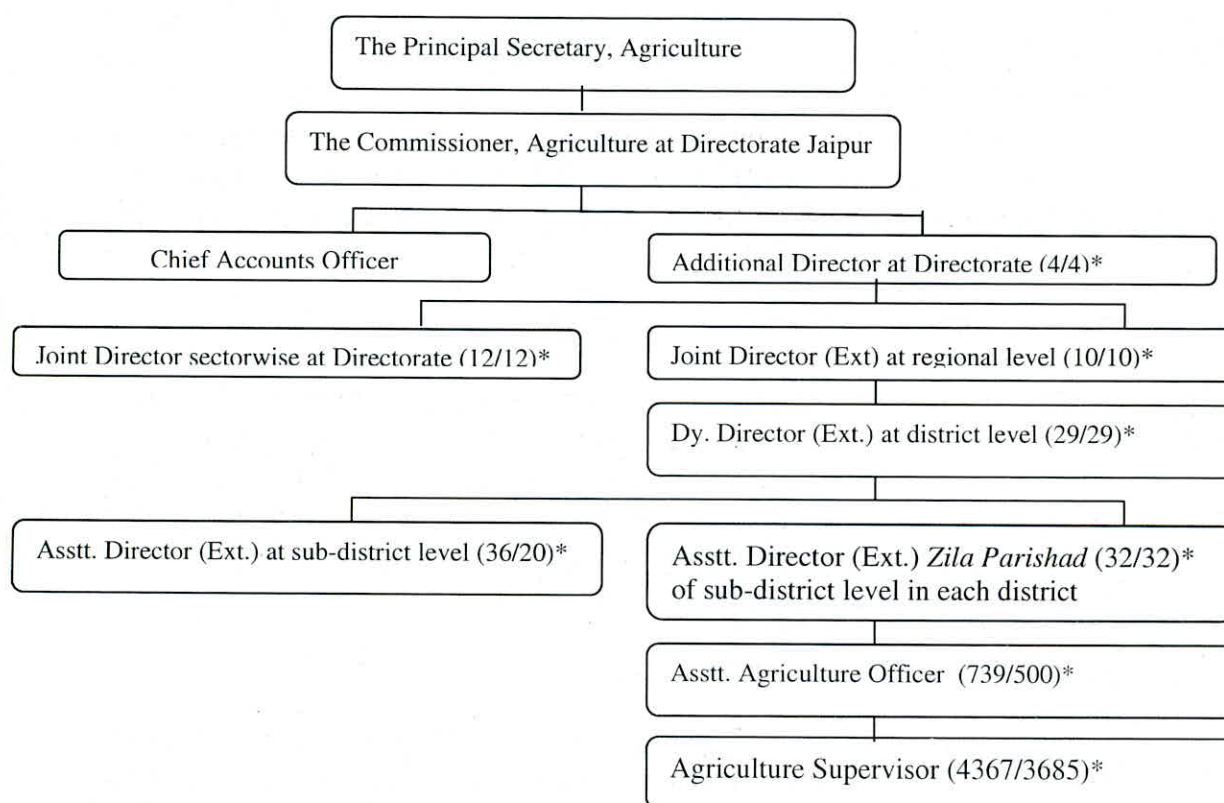 The Principal Secretary, Agriculture
The Commissioner, Agriculture at Directorate Jaipur
Chief Accounts Officer
Additional Director at Directorate (4/4)*
Joint Director sectorwise at Directorate (12/12)*
Joint Director (Ext) at regional level (10/10)*
Dy. Director (Ext.) at district level (29/29)*
Asstt. Director (Ext.) at sub-district level (36/20)*
Asstt. Director (Ext.) Zila Parishad (32/32)*
of sub-district level in each district
Asstt. Agriculture Officer (739/500)*
Agriculture Supervisor (4367/3685)*